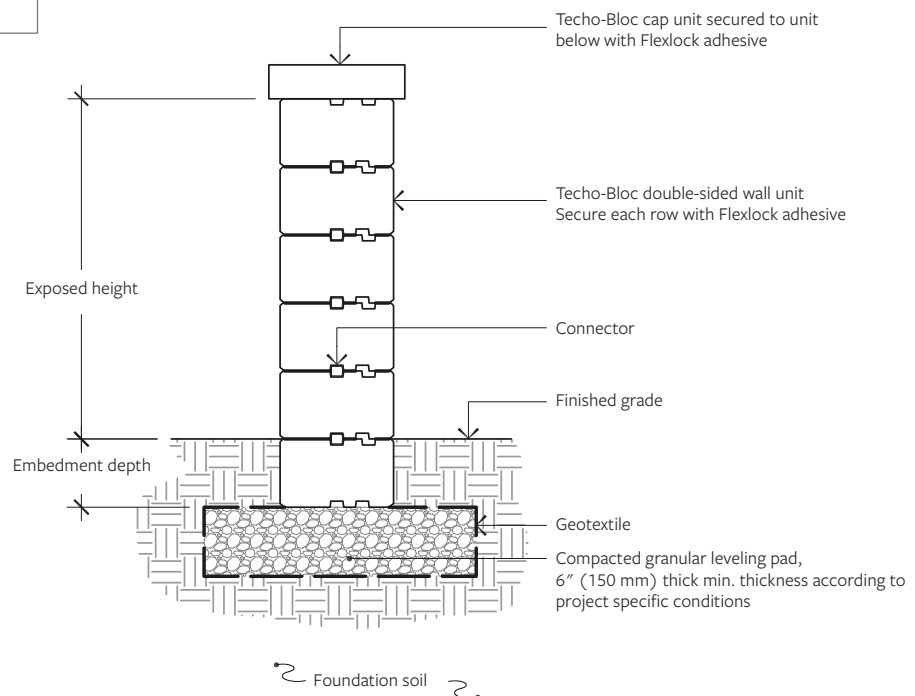 Techo-Bloc cap unit secured to unit
below with Flexlock adhesive
Techo-Bloc double-sided wall unit
Secure each row with Flexlock adhesive
Exposed height
Connector
Finished grade
Embedment depth
Geotextile
Compacted granular leveling pad,
6″ (150 mm) thick min. thickness according to
project specific conditions
Foundation soil